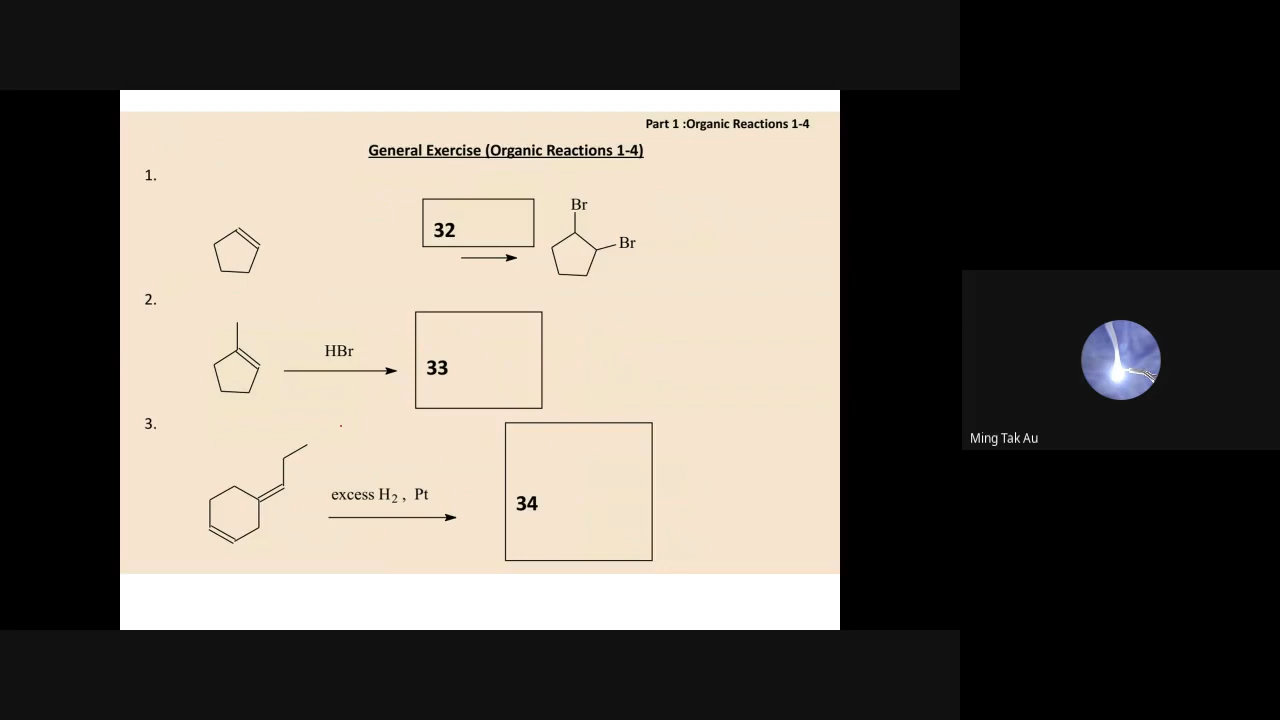 Part 1 :Organic Reactions 1-4
General Exercise (Organic Reactions 1-4)
1.
32
Br
Br
2.
HBr
33
3.
excess H2 , Pt
34
Ming Tak Au